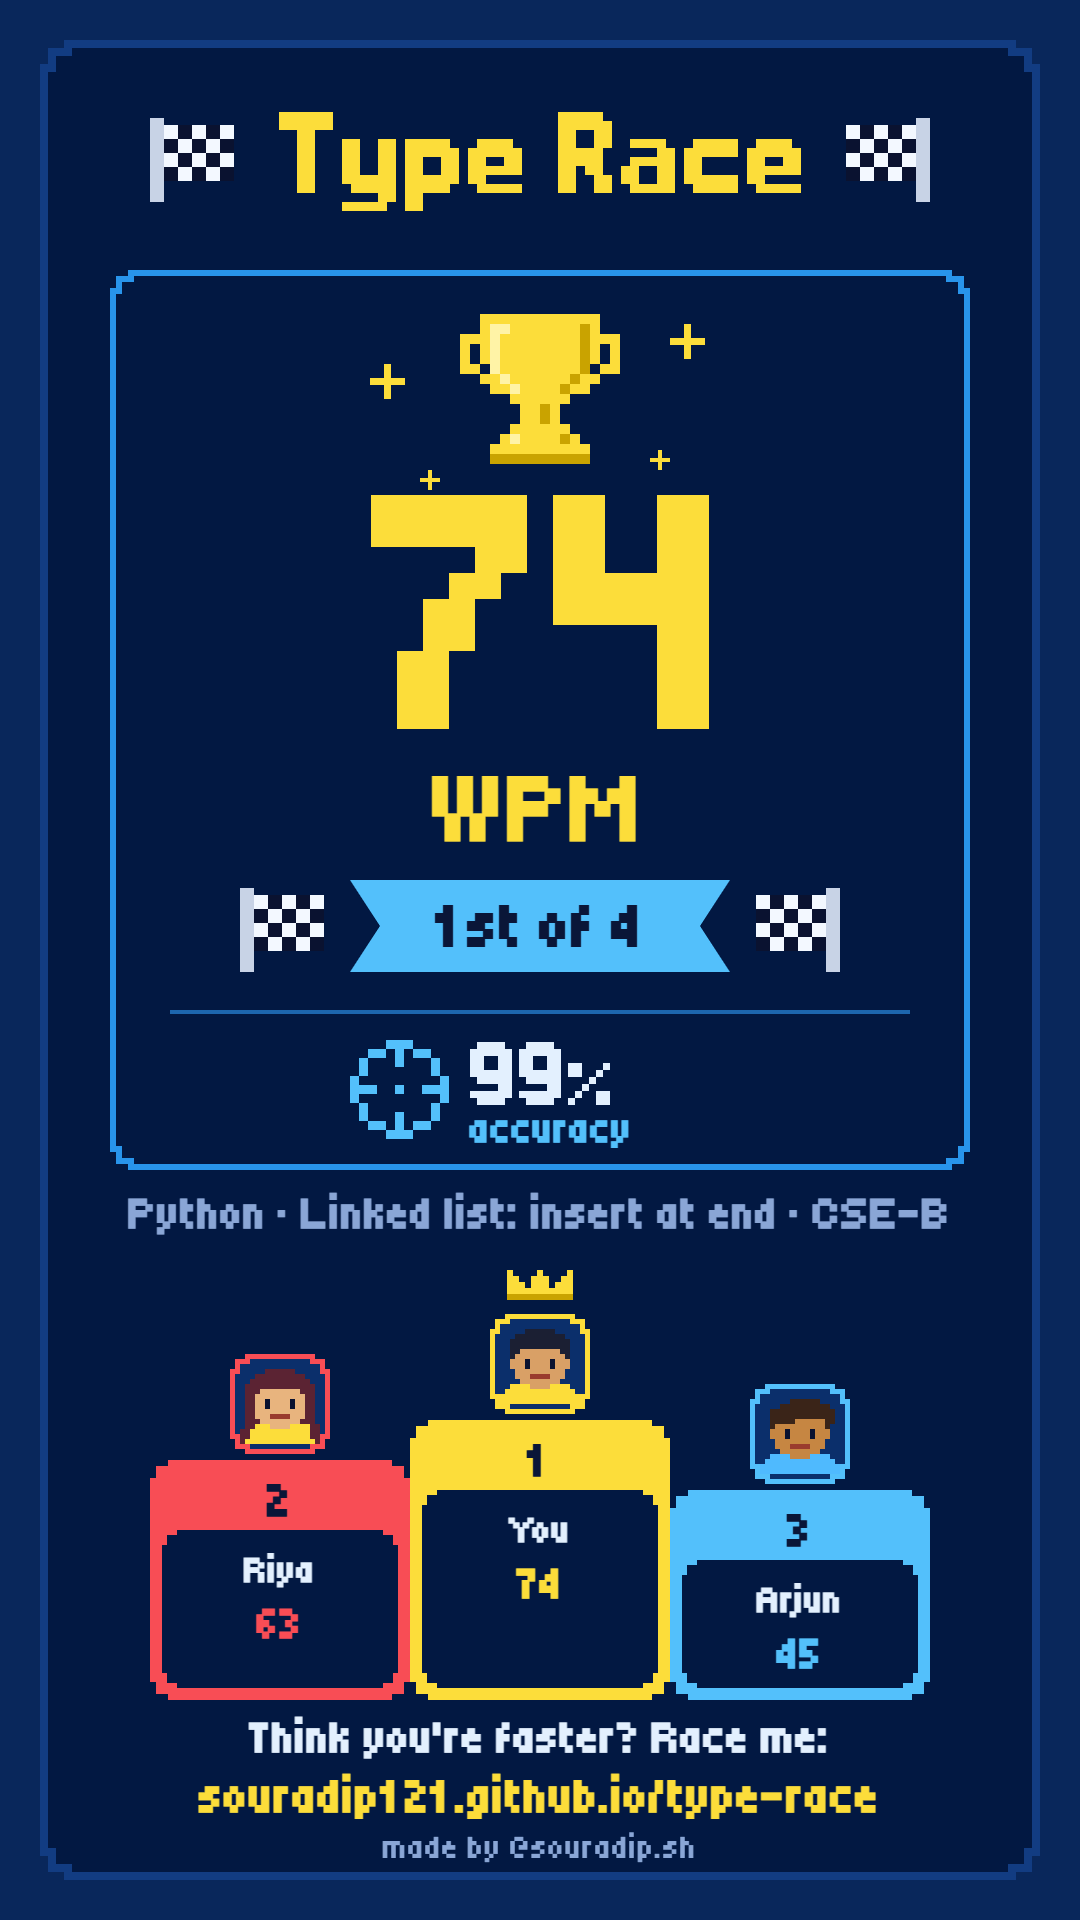 Type Race
74
WPM
1st of 4
99%
accuracy
Python · Linked list: insert at end · CSE-B
1
You
74
2
Riya
63
3
Arjun
45
Think you're faster? Race me:
souradip121.github.io/type-race
made by @souradip.sh